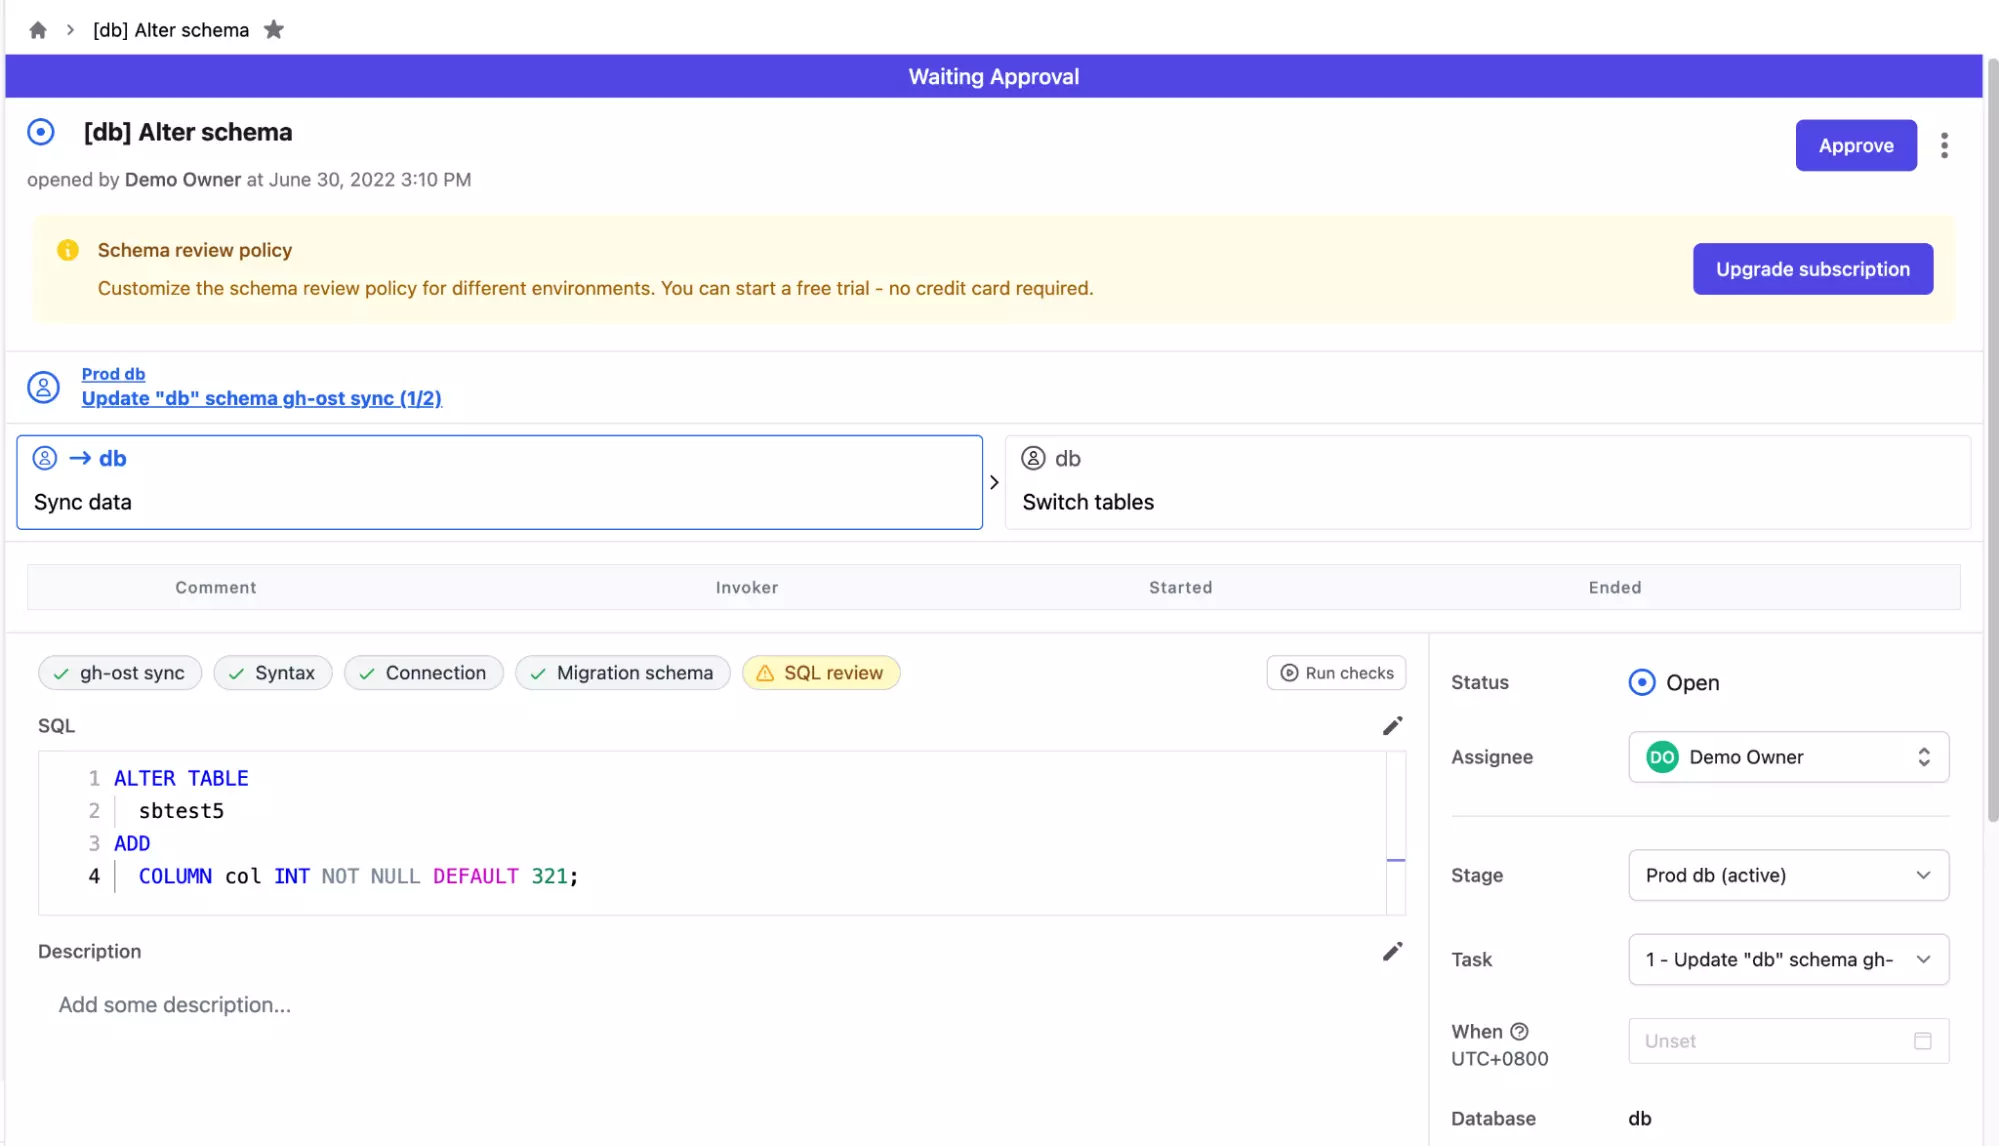 [db] Alter schema
Waiting Approval
[db] Alter schema
Approve
opened by Demo Owner at June 30, 2022 3:10 PM
Schema review policy
Customize the schema review policy for different environments. You can start a free trial - no credit card required.
Upgrade subscription
Prod db
Update "db" schema gh-ost sync (1/2)
→ db
Sync data
db
Switch tables
Comment Invoker Started Ended
gh-ost sync Syntax Connection Migration schema SQL review Run checks
SQL
1 ALTER TABLE
2 sbtest5
3 ADD
4 COLUMN col INT NOT NULL DEFAULT 321;
Description
Add some description...
Status Open
Assignee DO Demo Owner
Stage Prod db (active)
Task 1 - Update "db" schema gh-
When Unset
UTC+0800
Database db